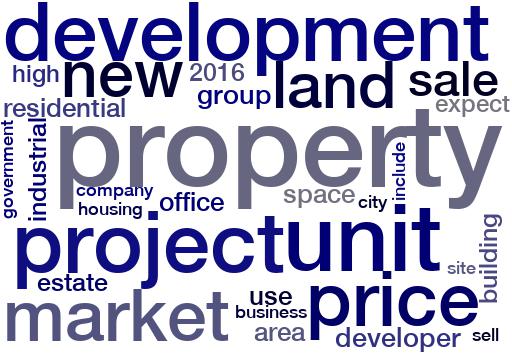 development
high new 2016 land sale
group
residential expect
government industrial property include
company office space city
housing
project unit building
estate site
market use price
business
area developer sell